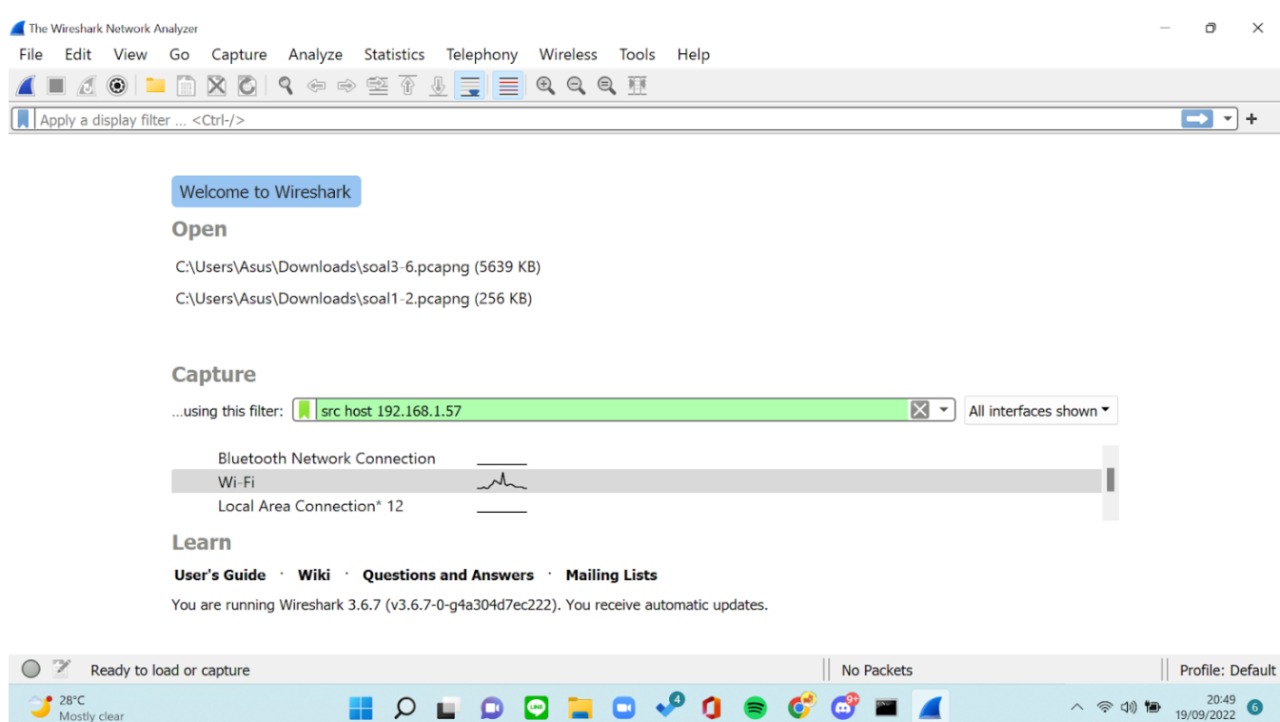 The Wireshark Network Analyzer
File Edit View Go Capture Analyze Statistics Telephony Wireless Tools Help
Apply a display filter ... <Ctrl-/>
Welcome to Wireshark
Open
C:\Users\Asus\Downloads\soal3-6.pcapng (5639 KB)
C:\Users\Asus\Downloads\soal1-2.pcapng (256 KB)
Capture
...using this filter: src host 192.168.1.57 All interfaces shown
Bluetooth Network Connection
Wi-Fi
Local Area Connection* 12
Learn
User's Guide · Wiki · Questions and Answers · Mailing Lists
You are running Wireshark 3.6.7 (v3.6.7-0-g4a304d7ec222). You receive automatic updates.
Ready to load or capture No Packets Profile: Default
28°C
Mostly clear
4
9+
20:49
19/09/2022
6